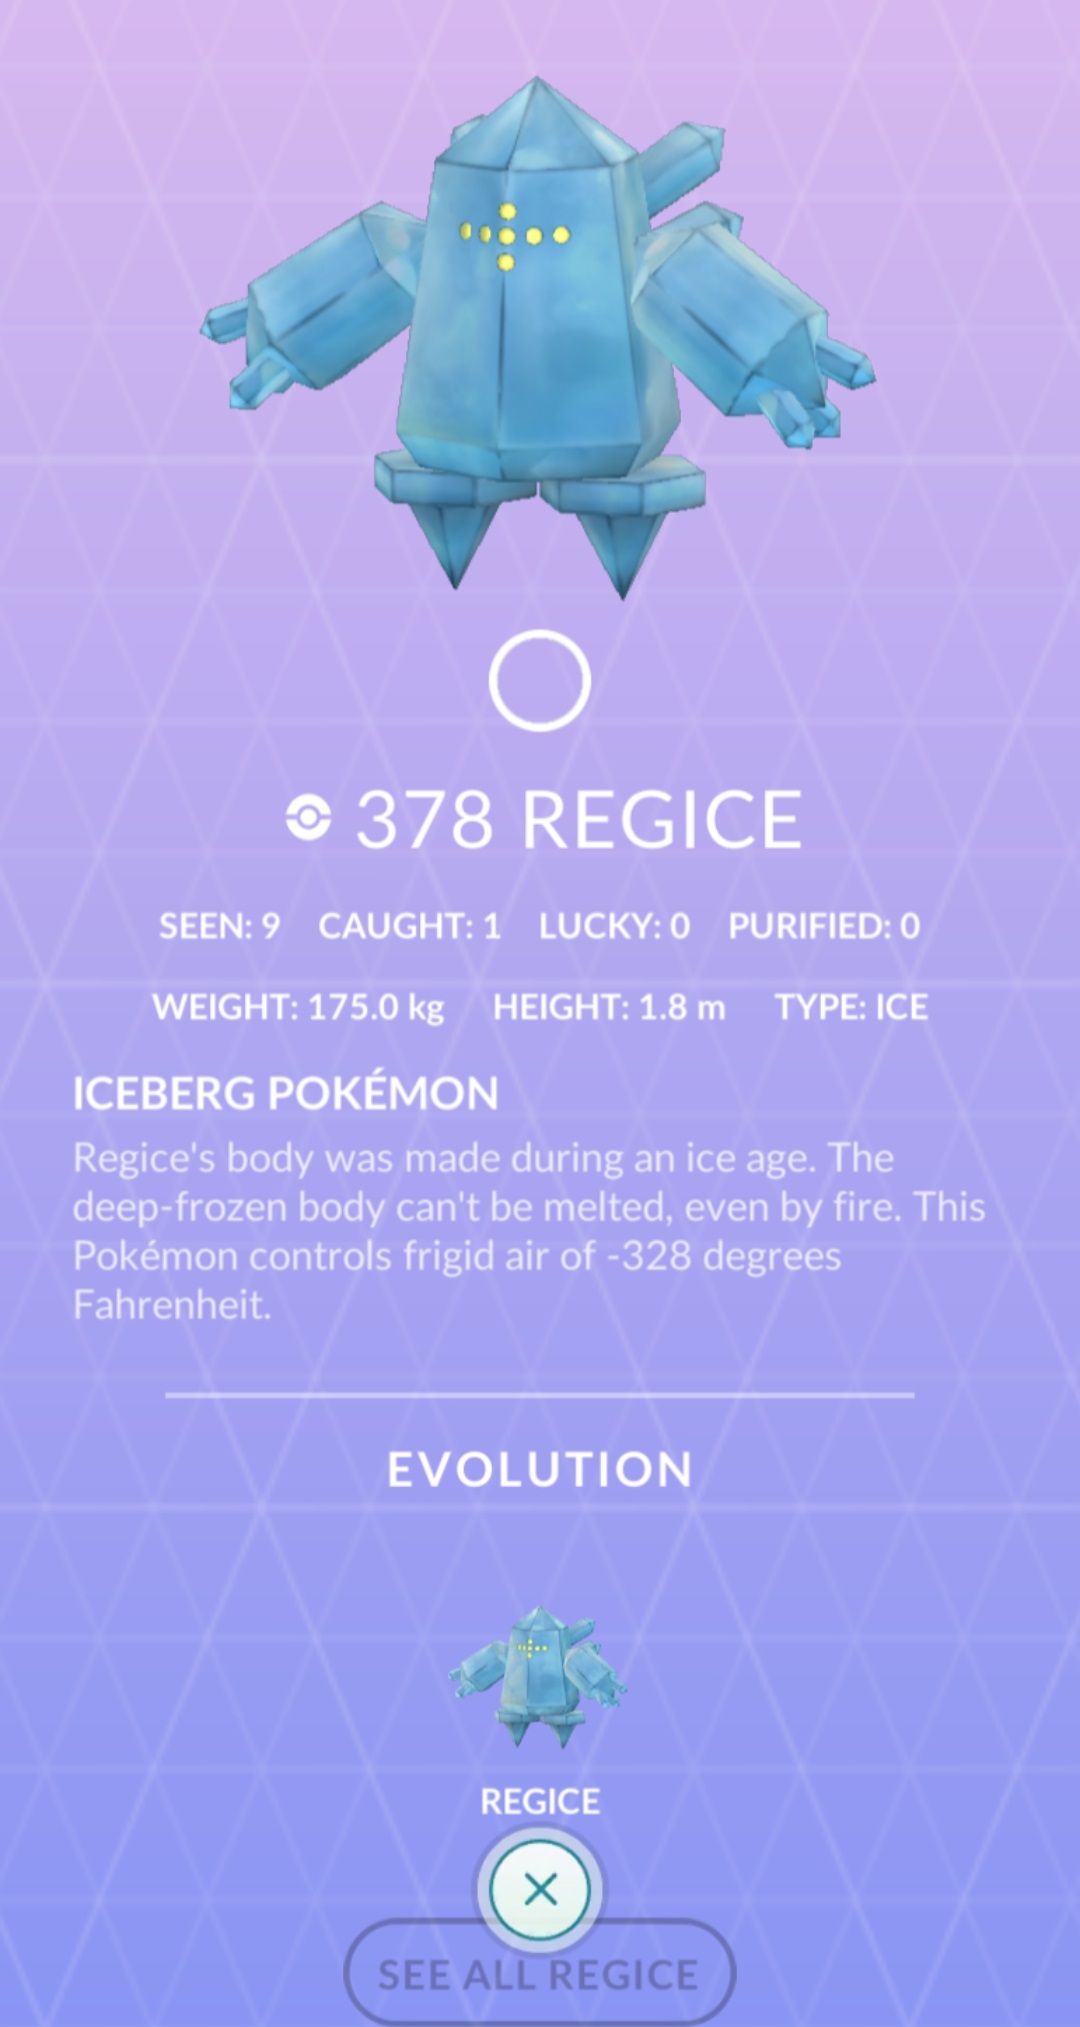 378 REGICE
SEEN: 9 CAUGHT: 1 LUCKY: 0 PURIFIED: 0
WEIGHT: 175.0 kg HEIGHT: 1.8 m TYPE: ICE
ICEBERG POKÉMON
Regice's body was made during an ice age. The
deep-frozen body can't be melted, even by fire. This
Pokémon controls frigid air of -328 degrees
Fahrenheit.
EVOLUTION
REGICE
SEE ALL REGICE